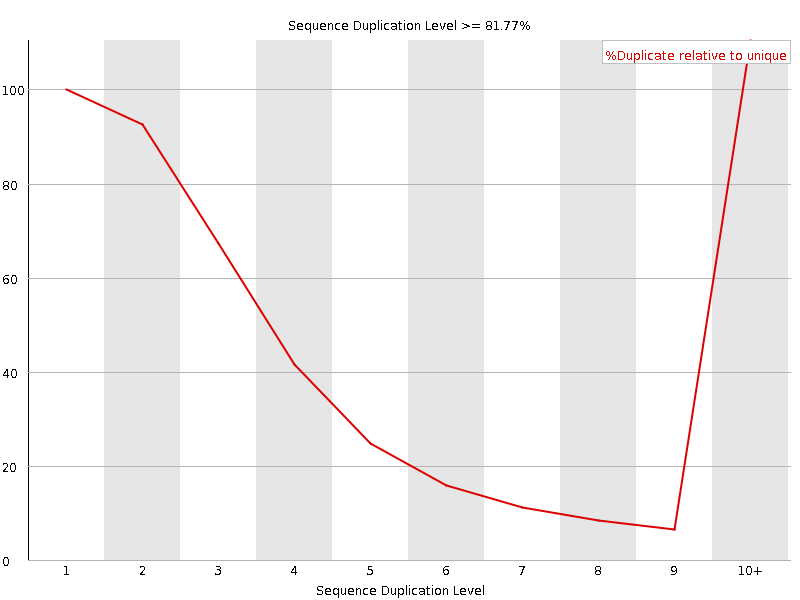 Sequence Duplication Level >= 81.77%
%Duplicate relative to unique
100
80
60
40
20
0
1 2 3 4 5 6 7 8 9 10+
Sequence Duplication Level